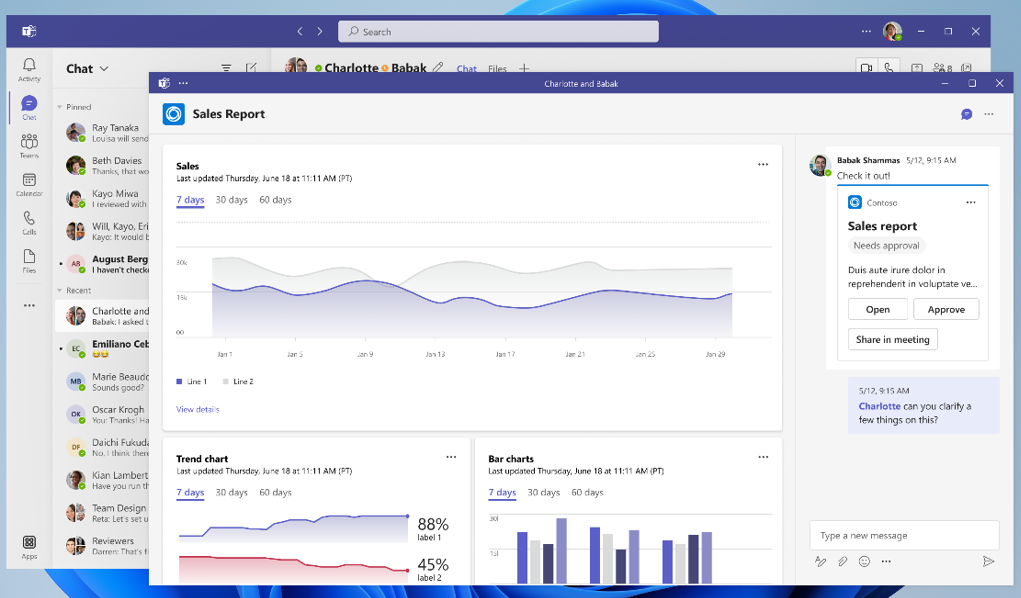 Search
Activity
Chat
Teams
Calendar
Calls
Files
Apps
Chat
Pinned
Ray Tanaka
Louisa will send
Beth Davies
Thanks, that wo
Kayo Miwa
I reviewed with
Will, Kayo, Eri
Kayo: It would b
AB
August Berg
I haven't checke
Recent
Charlotte and
Babak: I asked t
EC
Emiliano Ceb
MB
Marie Beaudo
Sounds good?
OK
Oscar Krogh
You: Thanks! Ha
DF
Daichi Fukuda
No, I think there
Kian Lambert
Have you run th
Team Design
Reta: Let's set u
Reviewers
Darren: That's fi
Charlotte Babak
Chat Files
8
Charlotte and Babak
Sales Report
Sales
Last updated Thursday, June 18 at 11:11 AM (PT)
7 days 30 days 60 days
30k
15k
00
Jan 1 Jan 5 Jan 9 Jan 13 Jan 17 Jan 21 Jan 25 Jan 29
Line 1 Line 2
View details
Trend chart
Last updated Thursday, June 18 at 11:11 AM (PT)
7 days 30 days 60 days
88%
label 1
45%
label 2
Bar charts
Last updated Thursday, June 18 at 11:11 AM (PT)
7 days 30 days 60 days
Babak Shammas 5/12, 9:15 AM
Check it out!
Contoso
Sales report
Needs approval
Duis aute irure dolor in
reprehenderit in voluptate ve...
Open Approve
Share in meeting
5/12, 9:15 AM
Charlotte can you clarify a
few things on this?
Type a new message